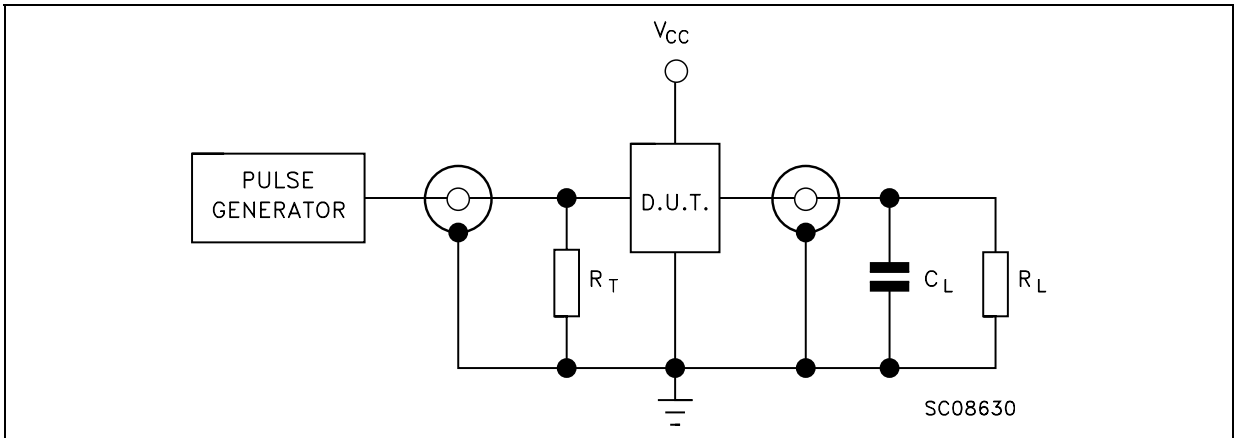 VCC
PULSE
GENERATOR
D.U.T.
RT
CL
RL
SC08630